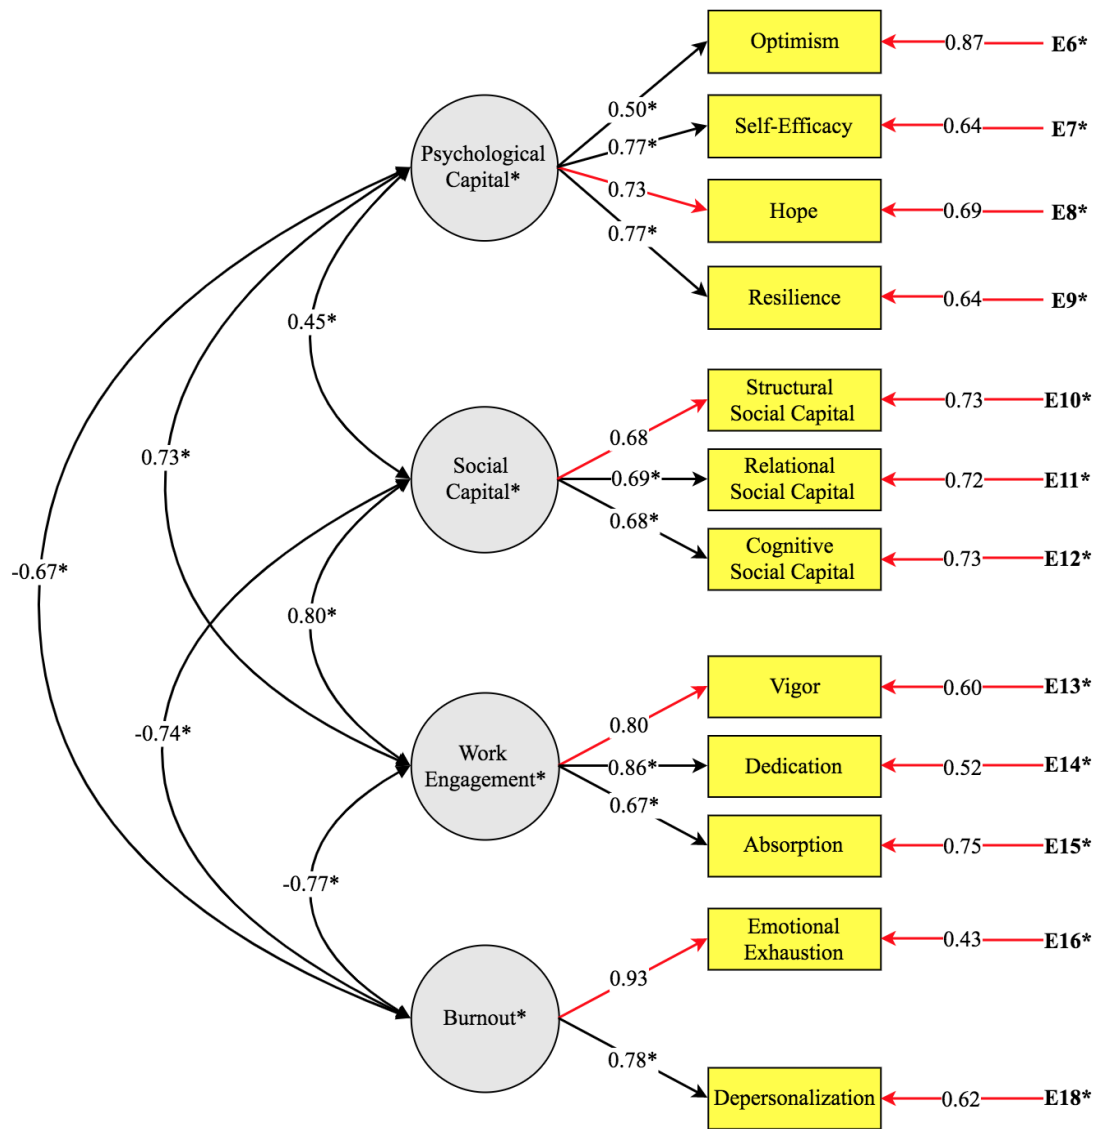 Optimism
0.87
E6*
0.50*
Self-Efficacy
0.64
E7*
Psychological
Capital*
0.77*
0.73
Hope
0.69
E8*
0.77*
Resilience
0.64
E9*
0.45*
Structural
Social Capital
0.73
E10*
0.68
0.73*
Social
Capital*
0.69*
Relational
Social Capital
0.72
E11*
0.68*
Cognitive
Social Capital
0.73
E12*
-0.67*
0.80*
Vigor
0.60
E13*
0.80
-0.74*
Work
Engagement*
0.86*
Dedication
0.52
E14*
0.67*
Absorption
0.75
E15*
-0.77*
Emotional
Exhaustion
0.43
E16*
0.93
Burnout*
0.78*
Depersonalization
0.62
E18*